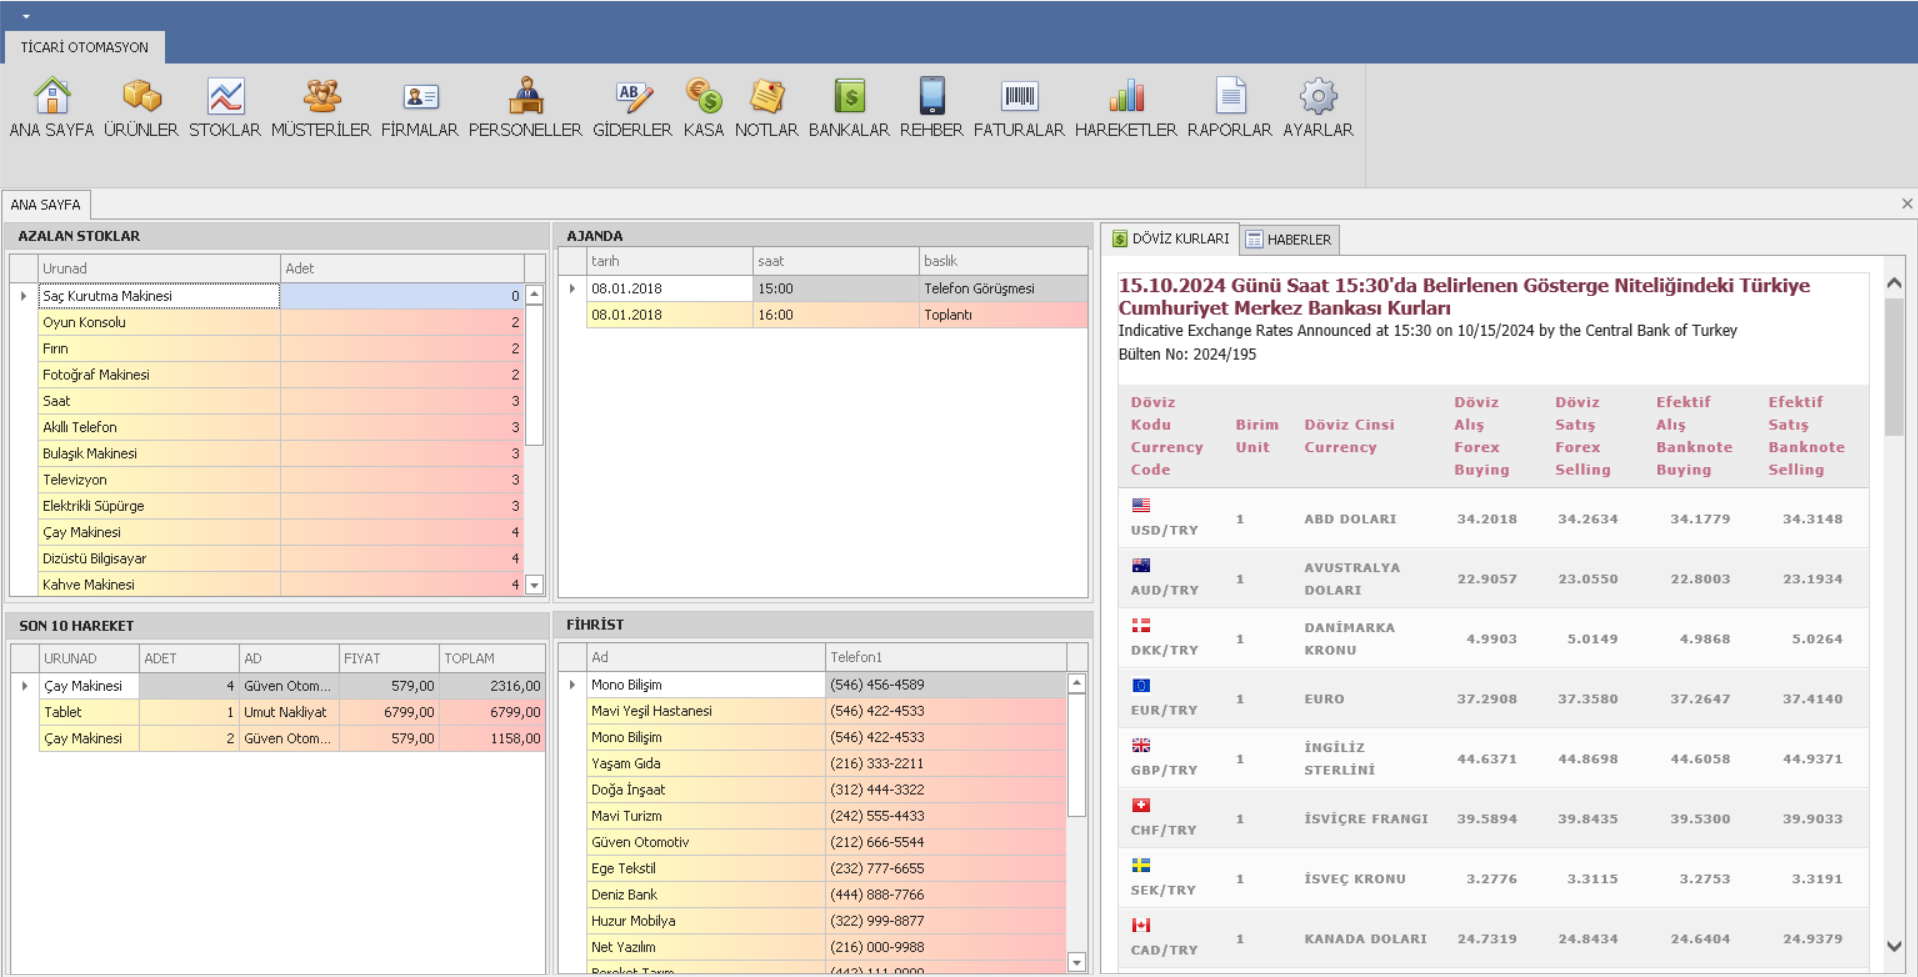 TİCARİ OTOMASYON
ANA SAYFA ÜRÜNLER STOKLAR MÜSTERİLER FİRMALAR PERSONELLER GİDERLER KASA NOTLAR BANKALAR REHBER FATURALAR HAREKETLER RAPORLAR AYARLAR
ANA SAYFA
AZALAN STOKLAR
Urunad Adet
Saç Kurutma Makinesi 0
Oyun Konsolu 2
Fırın 2
Fotoğraf Makinesi 2
Saat 3
Akıllı Telefon 3
Bulaşık Makinesi 3
Televizyon 3
Elektrikli Süpürge 3
Çay Makinesi 4
Dizüstü Bilgisayar 4
Kahve Makinesi 4
AJANDA
tarıh saat baslık
08.01.2018 15:00 Telefon Görüşmesi
08.01.2018 16:00 Toplantı
SON 10 HAREKET
URUNAD ADET AD FIYAT TOPLAM
Çay Makinesi 4 Güven Otom... 579,00 2316,00
Tablet 1 Umut Nakliyat 6799,00 6799,00
Çay Makinesi 2 Güven Otom... 579,00 1158,00
FİHRİST
Ad Telefon1
Mono Bilişim (546) 456-4589
Mavi Yeşil Hastanesi (546) 422-4533
Mono Bilişim (546) 422-4533
Yaşam Gıda (216) 333-2211
Doğa İnşaat (312) 444-3322
Mavi Turizm (242) 555-4433
Güven Otomotiv (212) 666-5544
Ege Tekstil (232) 777-6655
Deniz Bank (444) 888-7766
Huzur Mobilya (322) 999-8877
Net Yazılım (216) 000-9988
DÖVİZ KURLARI HABERLER
15.10.2024 Günü Saat 15:30'da Belirlenen Gösterge Niteliğindeki Türkiye
Cumhuriyet Merkez Bankası Kurları
Indicative Exchange Rates Announced at 15:30 on 10/15/2024 by the Central Bank of Turkey
Bülten No: 2024/195
Döviz Döviz Döviz Efektif Efektif
Kodu Birim Döviz Cinsi Alış Satış Alış Satış
Currency Unit Currency Forex Forex Banknote Banknote
Code Buying Selling Buying Selling
USD/TRY 1 ABD DOLARI 34.2018 34.2634 34.1779 34.3148
AUD/TRY 1 AVUSTRALYA DOLARI 22.9057 23.0550 22.8003 23.1934
DKK/TRY 1 DANİMARKA KRONU 4.9903 5.0149 4.9868 5.0264
EUR/TRY 1 EURO 37.2908 37.3580 37.2647 37.4140
GBP/TRY 1 İNGİLİZ STERLİNİ 44.6371 44.8698 44.6058 44.9371
CHF/TRY 1 İSVİÇRE FRANGI 39.5894 39.8435 39.5300 39.9033
SEK/TRY 1 İSVEÇ KRONU 3.2776 3.3115 3.2753 3.3191
CAD/TRY 1 KANADA DOLARI 24.7319 24.8434 24.6404 24.9379